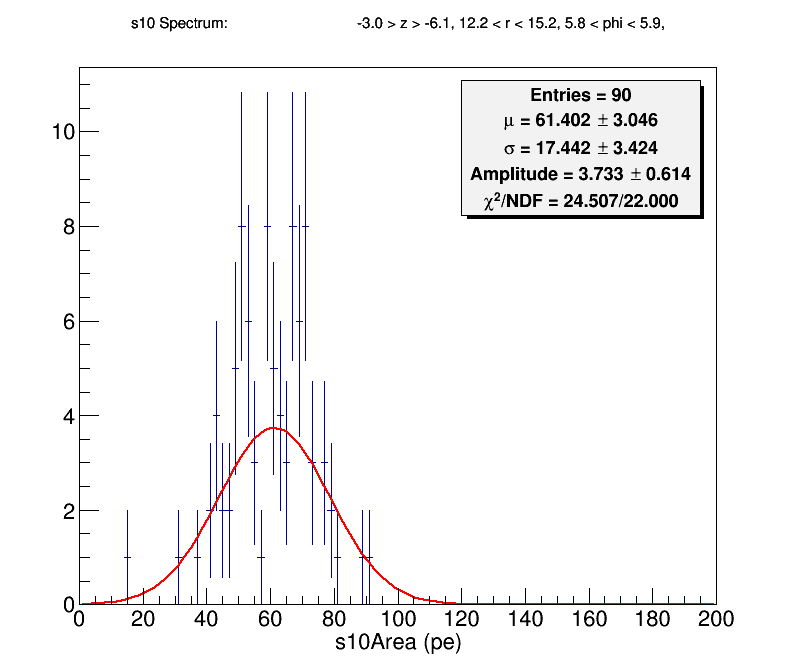 s10 Spectrum: -3.0 > z > -6.1, 12.2 < r < 15.2, 5.8 < phi < 5.9,
Entries = 90
μ = 61.402 ± 3.046
σ = 17.442 ± 3.424
Amplitude = 3.733 ± 0.614
χ²/NDF = 24.507/22.000
10
8
6
4
2
0
0 20 40 60 80 100 120 140 160 180 200
s10Area (pe)